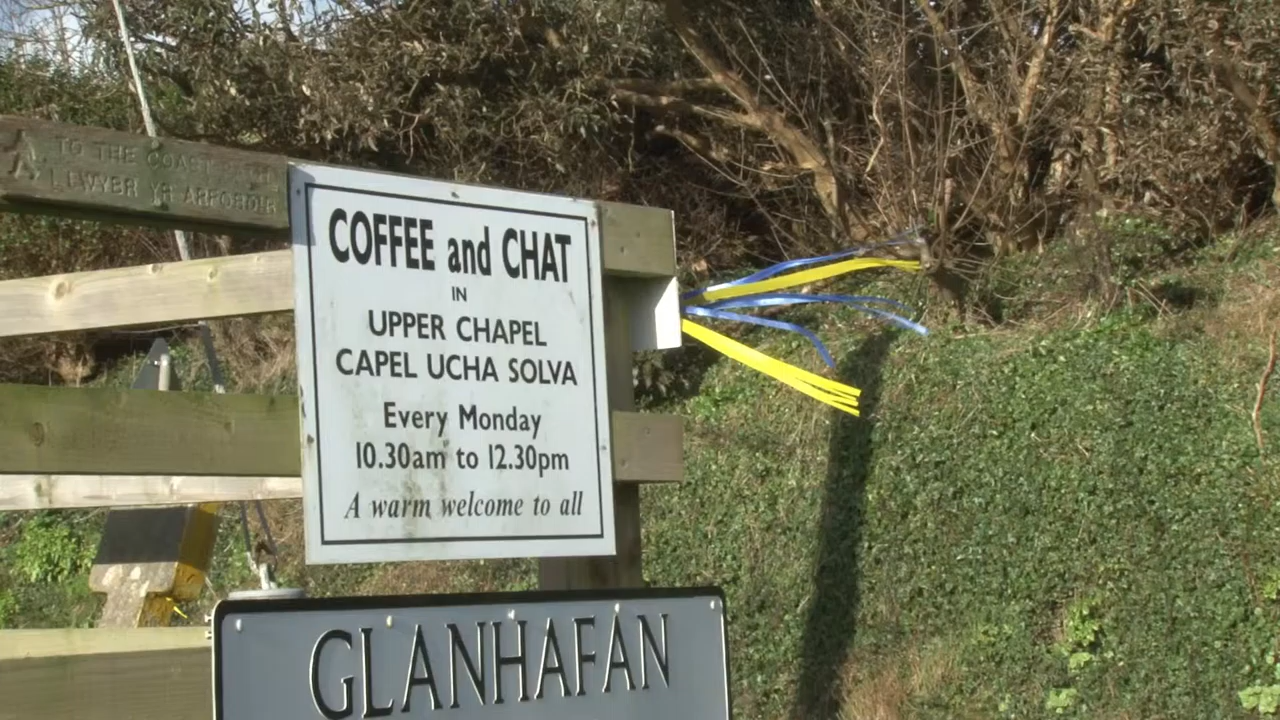 TO THE COAST PATH
LLWYBR YR ARFORDIR
COFFEE and CHAT
IN
UPPER CHAPEL
CAPEL UCHA SOLVA
Every Monday
10.30am to 12.30pm
A warm welcome to all
GLANHAFAN